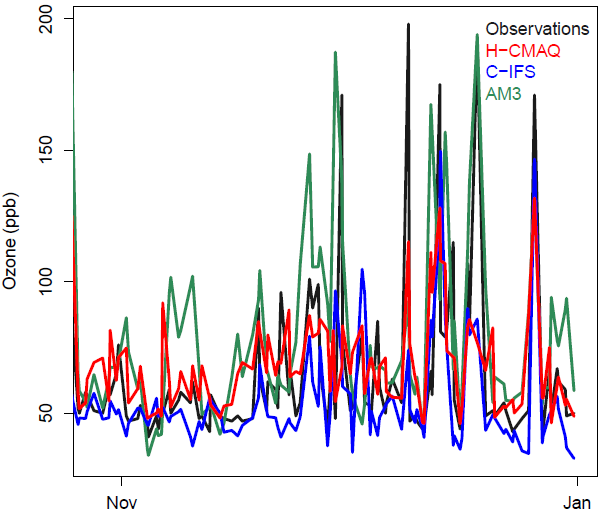 200
150
100
50
Ozone (ppb)
Observations
H-CMAQ
C-IFS
AM3
Nov
Jan